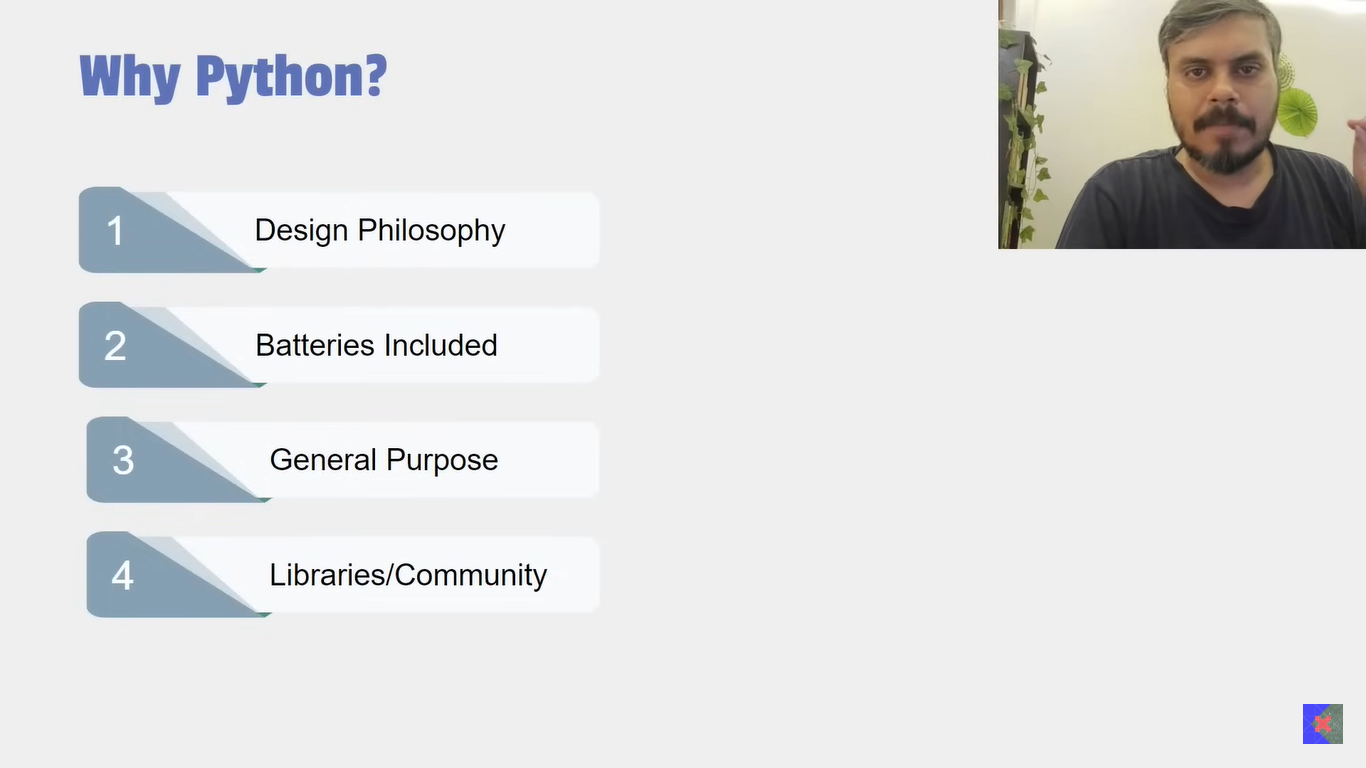 Why Python?
1
Design Philosophy
2
Batteries Included
3
General Purpose
4
Libraries/Community